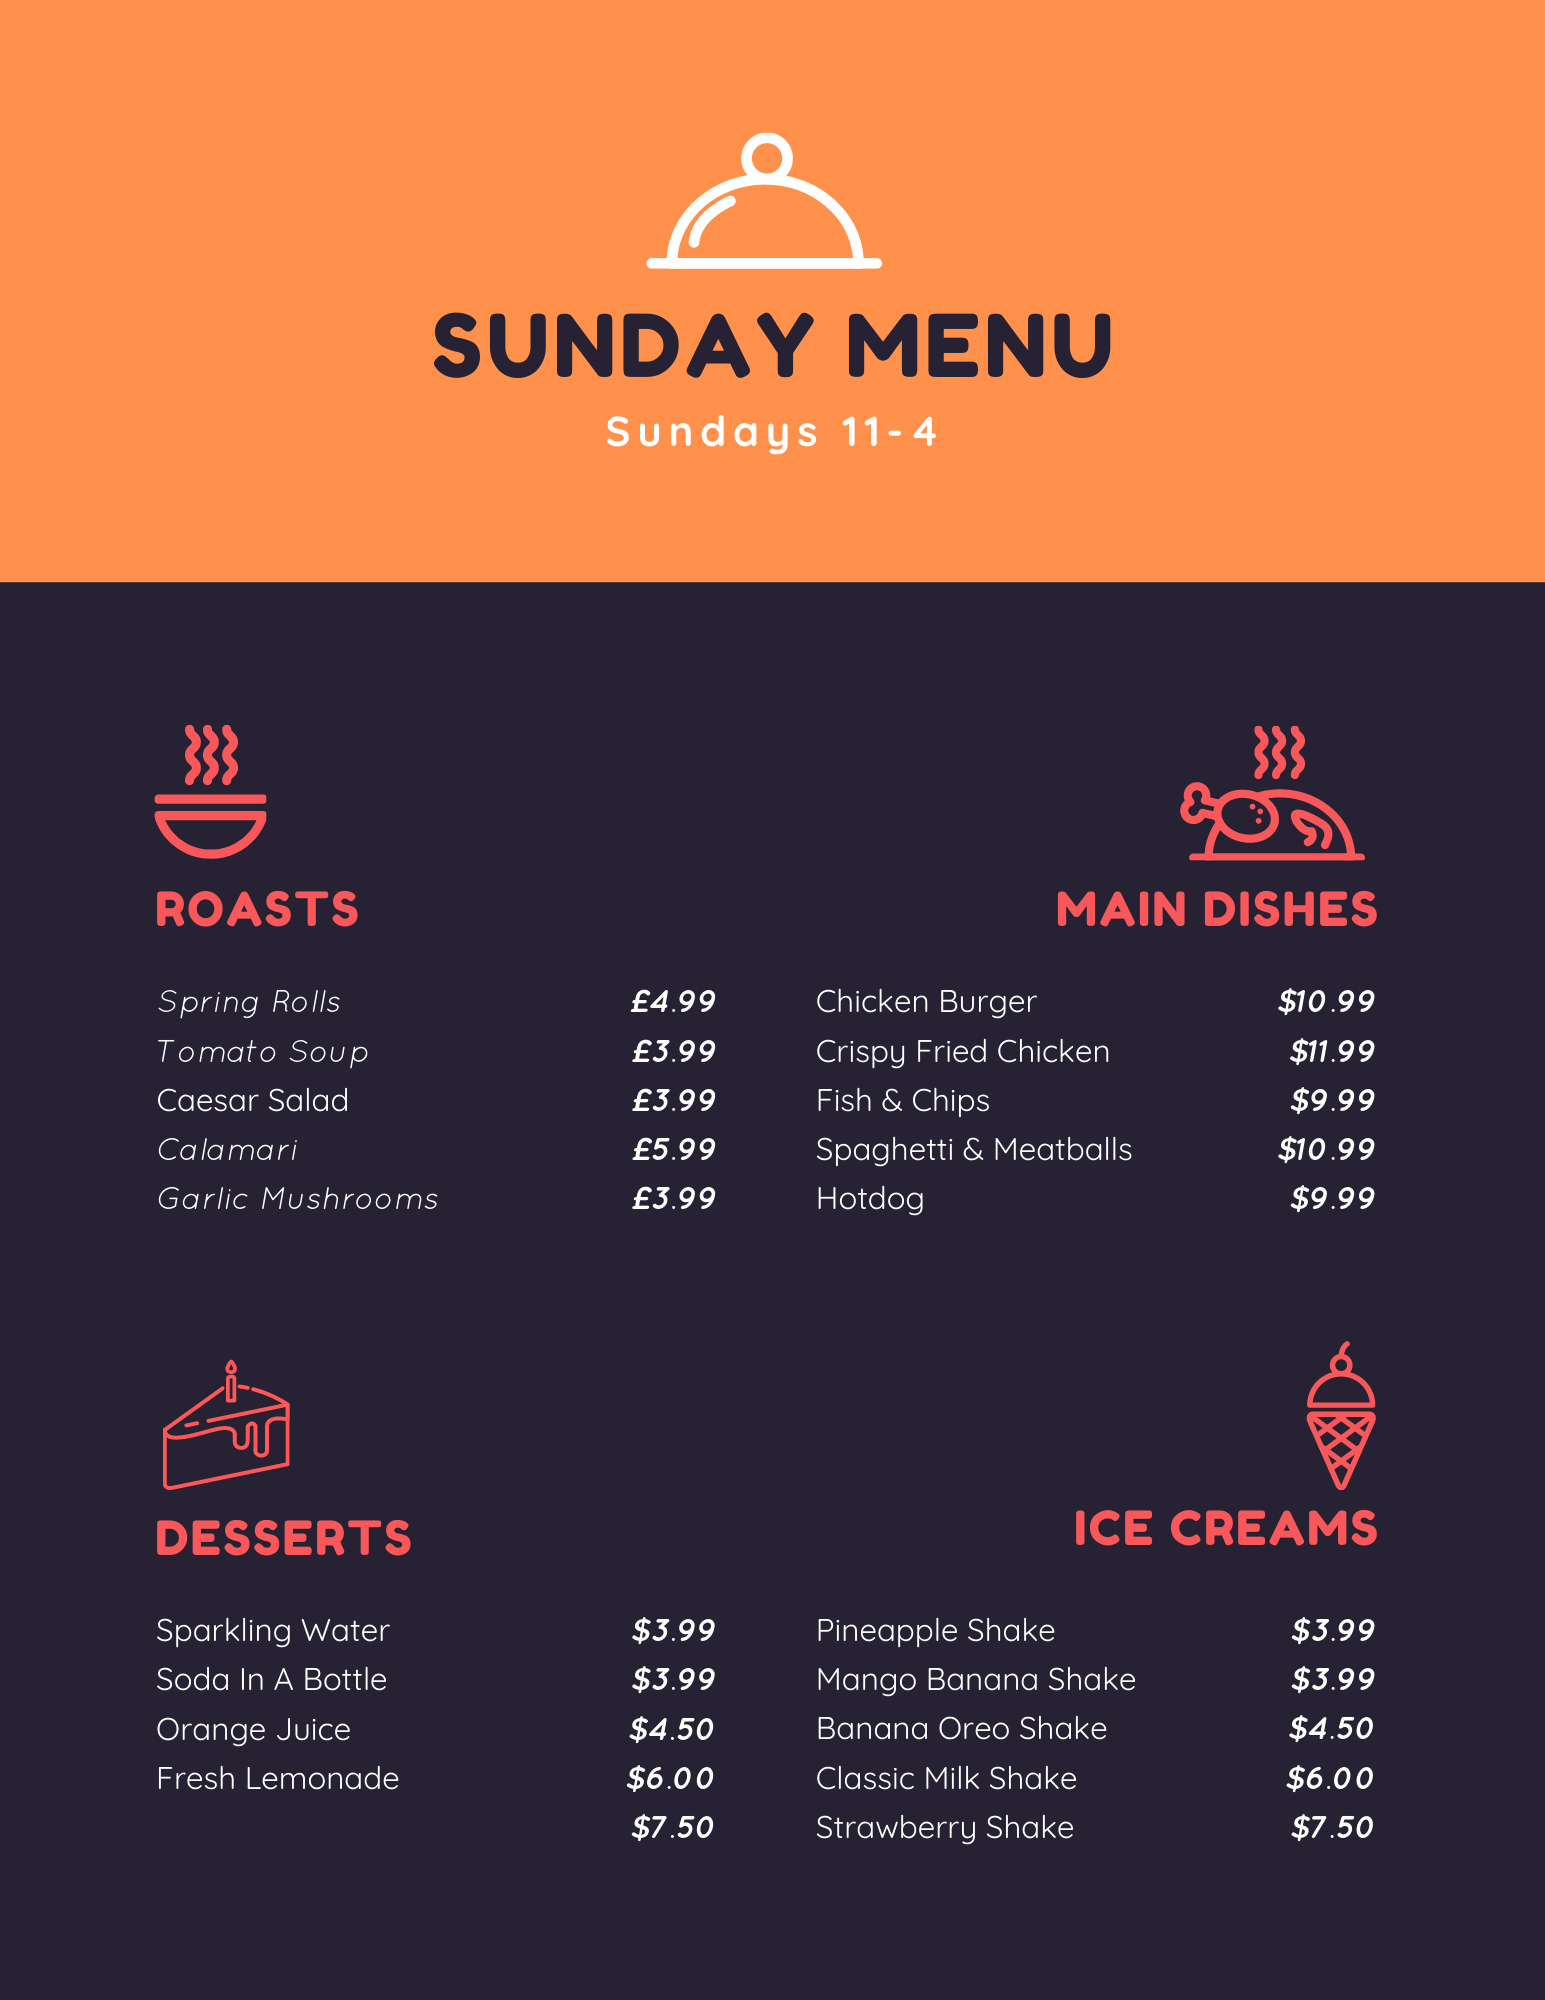 SUNDAY MENU
Sundays 11-4
ROASTS
Spring Rolls £4.99
Tomato Soup £3.99
Caesar Salad £3.99
Calamari £5.99
Garlic Mushrooms £3.99
MAIN DISHES
Chicken Burger $10.99
Crispy Fried Chicken $11.99
Fish & Chips $9.99
Spaghetti & Meatballs $10.99
Hotdog $9.99
DESSERTS
Sparkling Water $3.99
Soda In A Bottle $3.99
Orange Juice $4.50
Fresh Lemonade $6.00
$7.50
ICE CREAMS
Pineapple Shake $3.99
Mango Banana Shake $3.99
Banana Oreo Shake $4.50
Classic Milk Shake $6.00
Strawberry Shake $7.50